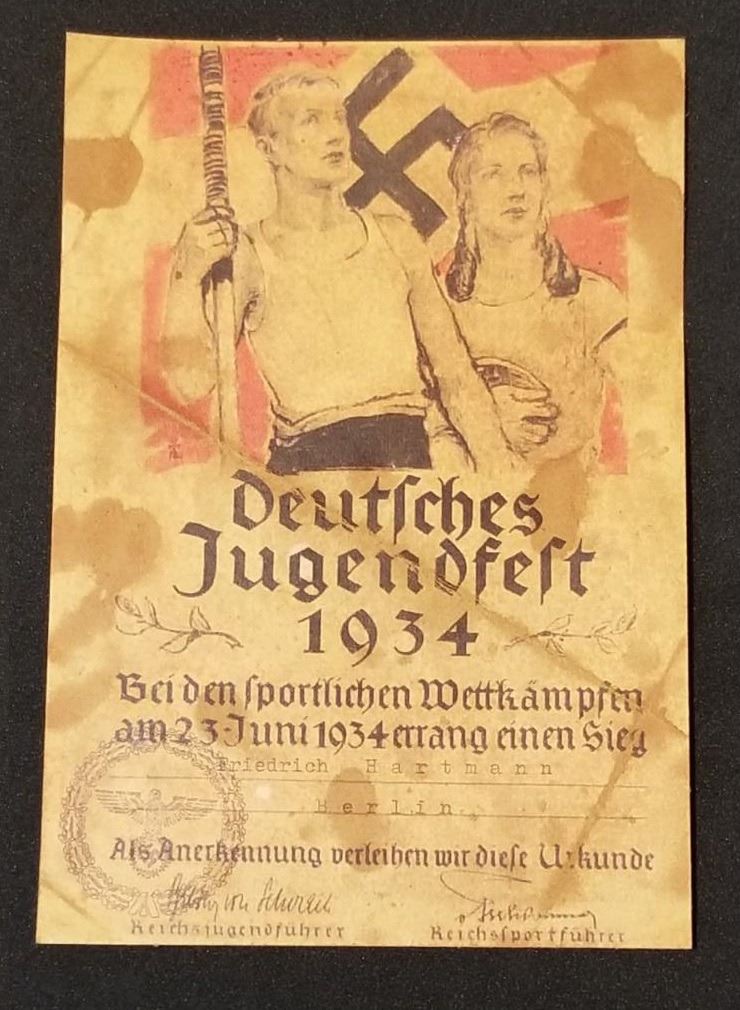 Deutſches
Jugendfeſt
1934
Bei den ſportlichen Wettkämpfen
am 23. Juni 1934 errang einen Sieg
Friedrich Hartmann
Berlin
Als Anerkennung verleihen wir dieſe Urkunde
Reichsjugendführer Reichsſportführer